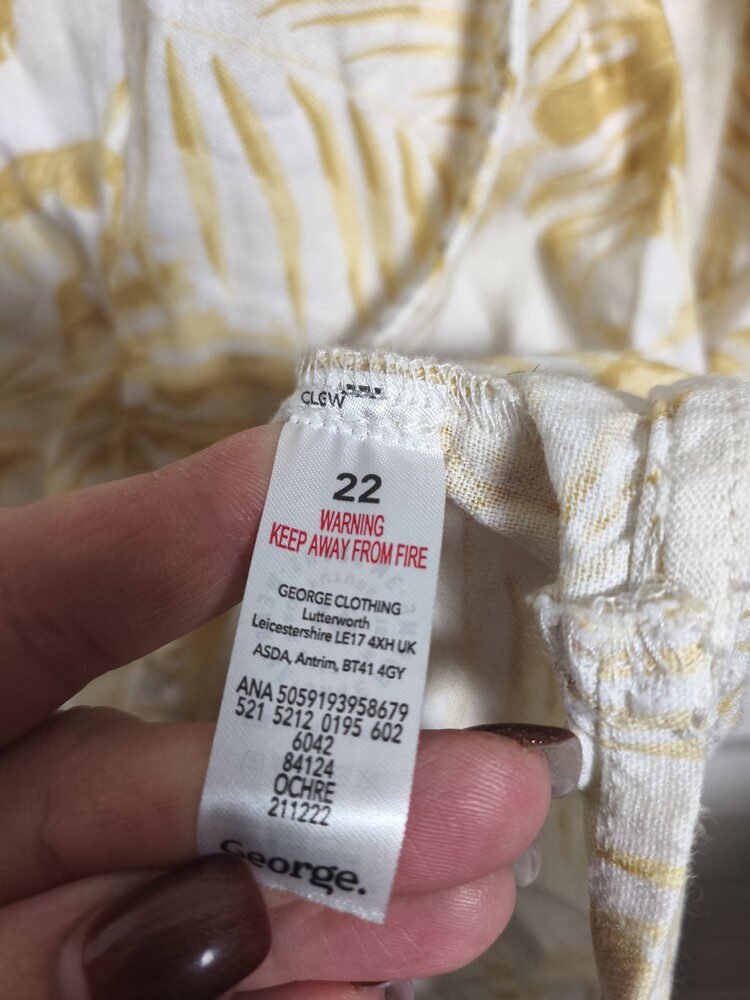 CLGW
22
WARNING
KEEP AWAY FROM FIRE
GEORGE CLOTHING
Lutterworth
Leicestershire LE17 4XH UK
ASDA, Antrim, BT41 4GY
ANA 5059193958679
521 5212 0195 602
6042
84124
OCHRE
211222
George.